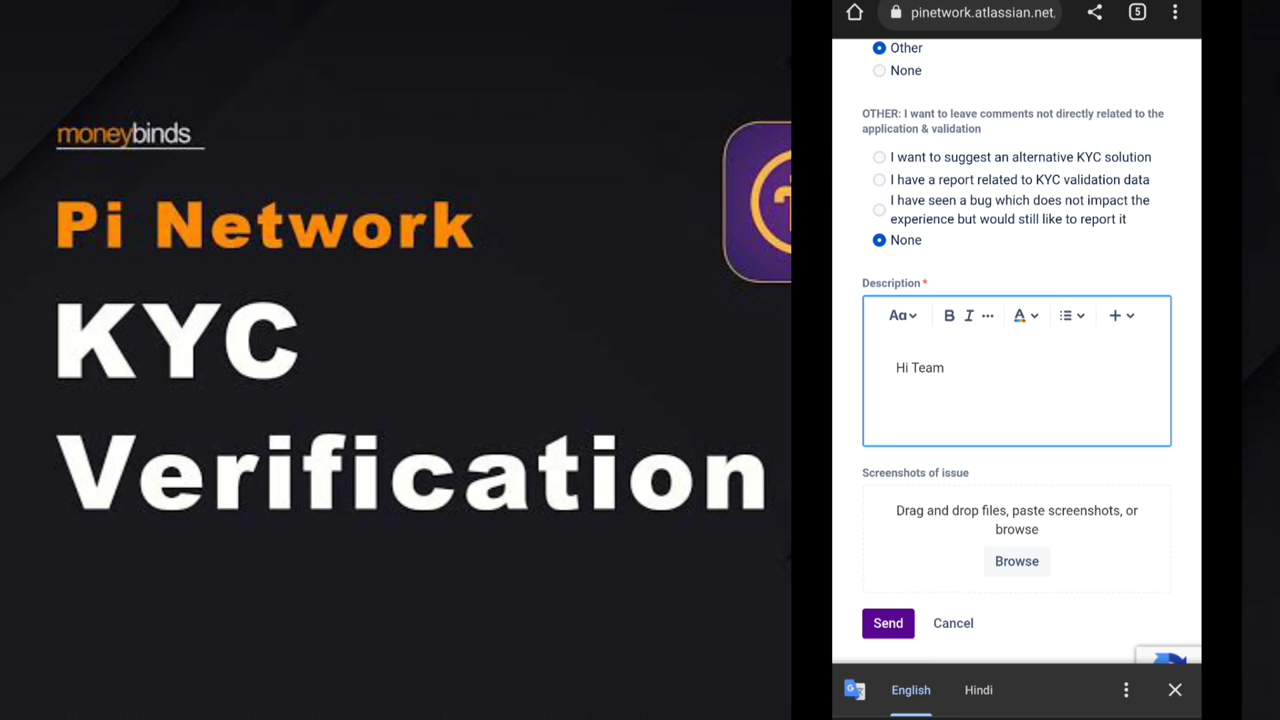 moneybinds
Pi Network
KYC
Verification
pinetwork.atlassian.net
5
Other
None
OTHER: I want to leave comments not directly related to the
application & validation
I want to suggest an alternative KYC solution
I have a report related to KYC validation data
I have seen a bug which does not impact the
experience but would still like to report it
None
Description *
Aa
B I ... A
Hi Team
Screenshots of issue
Drag and drop files, paste screenshots, or
browse
Browse
Send Cancel
G English Hindi